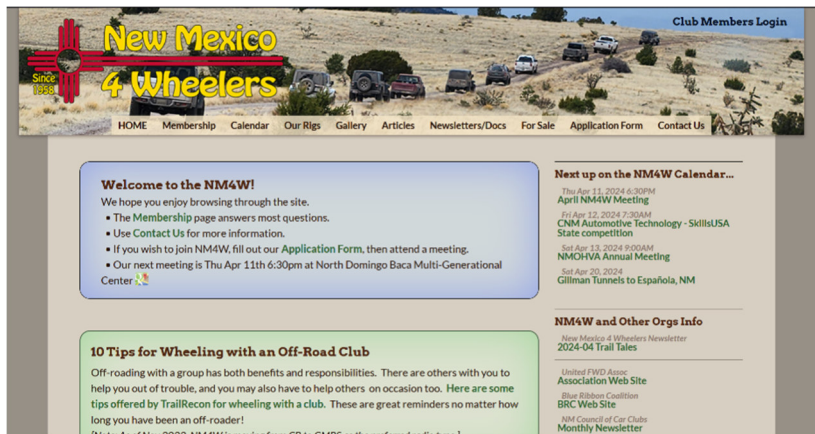 Club Members Login
New Mexico
4 Wheelers
Since
1958
HOME Membership Calendar Our Rigs Gallery Articles Newsletters/Docs For Sale Application Form Contact Us
Welcome to the NM4W!
We hope you enjoy browsing through the site.
▪ The Membership page answers most questions.
▪ Use Contact Us for more information.
▪ If you wish to join NM4W, fill out our Application Form, then attend a meeting.
▪ Our next meeting is Thu Apr 11th 6:30pm at North Domingo Baca Multi-Generational
Center
10 Tips for Wheeling with an Off-Road Club
Off-roading with a group has both benefits and responsibilities. There are others with you to
help you out of trouble, and you may also have to help others on occasion too. Here are some
tips offered by TrailRecon for wheeling with a club. These are great reminders no matter how
long you have been an off-roader!
Next up on the NM4W Calendar...
Thu Apr 11, 2024 6:30PM
April NM4W Meeting
Fri Apr 12, 2024 7:30AM
CNM Automotive Technology - SkillsUSA
State competition
Sat Apr 13, 2024 9:00AM
NMOHVA Annual Meeting
Sat Apr 20, 2024
Gillman Tunnels to Española, NM
NM4W and Other Orgs Info
New Mexico 4 Wheelers Newsletter
2024-04 Trail Tales
United FWD Assoc
Association Web Site
Blue Ribbon Coalition
BRC Web Site
NM Council of Car Clubs
Monthly Newsletter